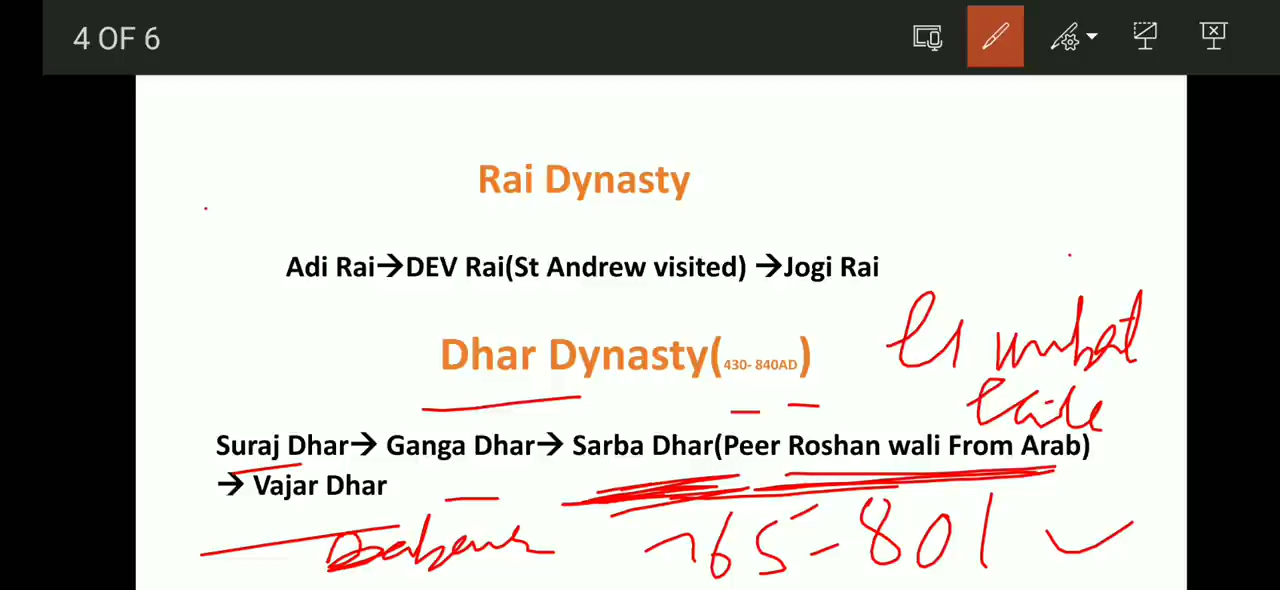 4 OF 6
Rai Dynasty
Adi Rai→DEV Rai(St Andrew visited) →Jogi Rai
Dhar Dynasty(430- 840AD)
Suraj Dhar→ Ganga Dhar→ Sarba Dhar(Peer Roshan wali From Arab)
→ Vajar Dhar
765-801